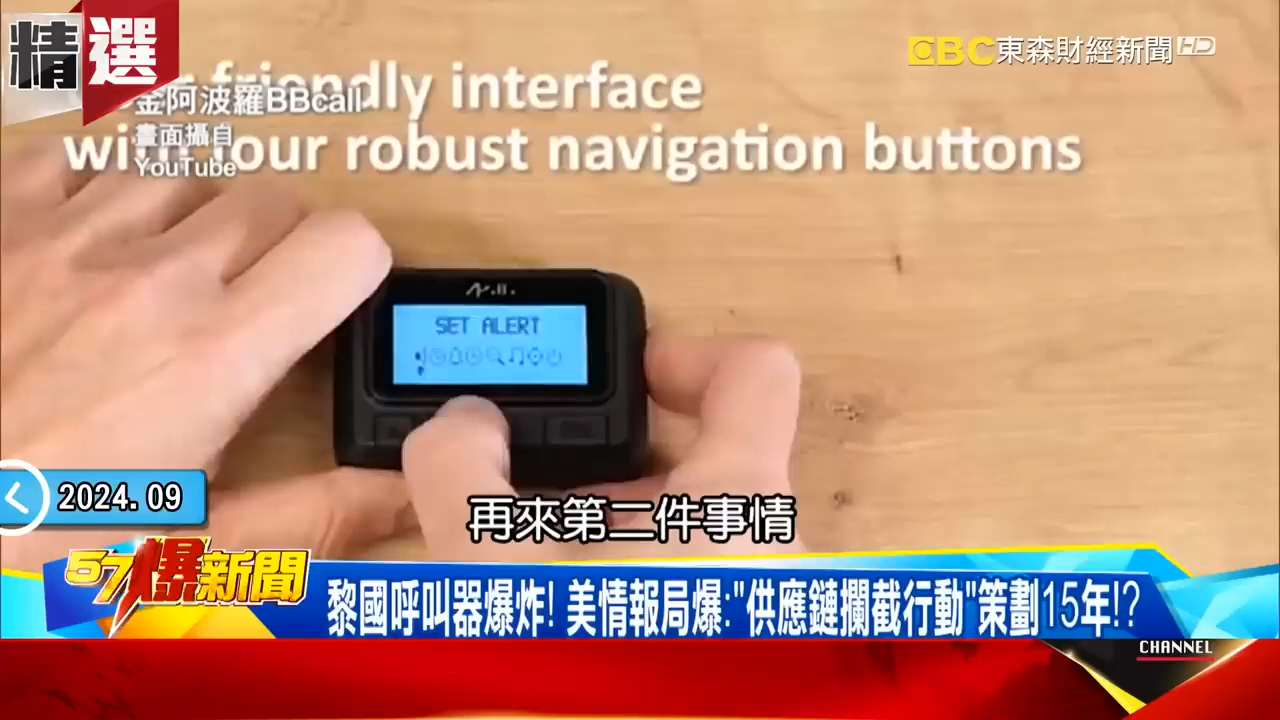 精選
EBC東森財經新聞HD
friendly interface
金阿波羅BBcall
畫面攝自
YouTube
with our robust navigation buttons
SET ALERT
2024.09
再來第二件事情
57爆新聞
黎國呼叫器爆炸! 美情報局爆:"供應鏈攔截行動"策劃15年!?
CHANNEL